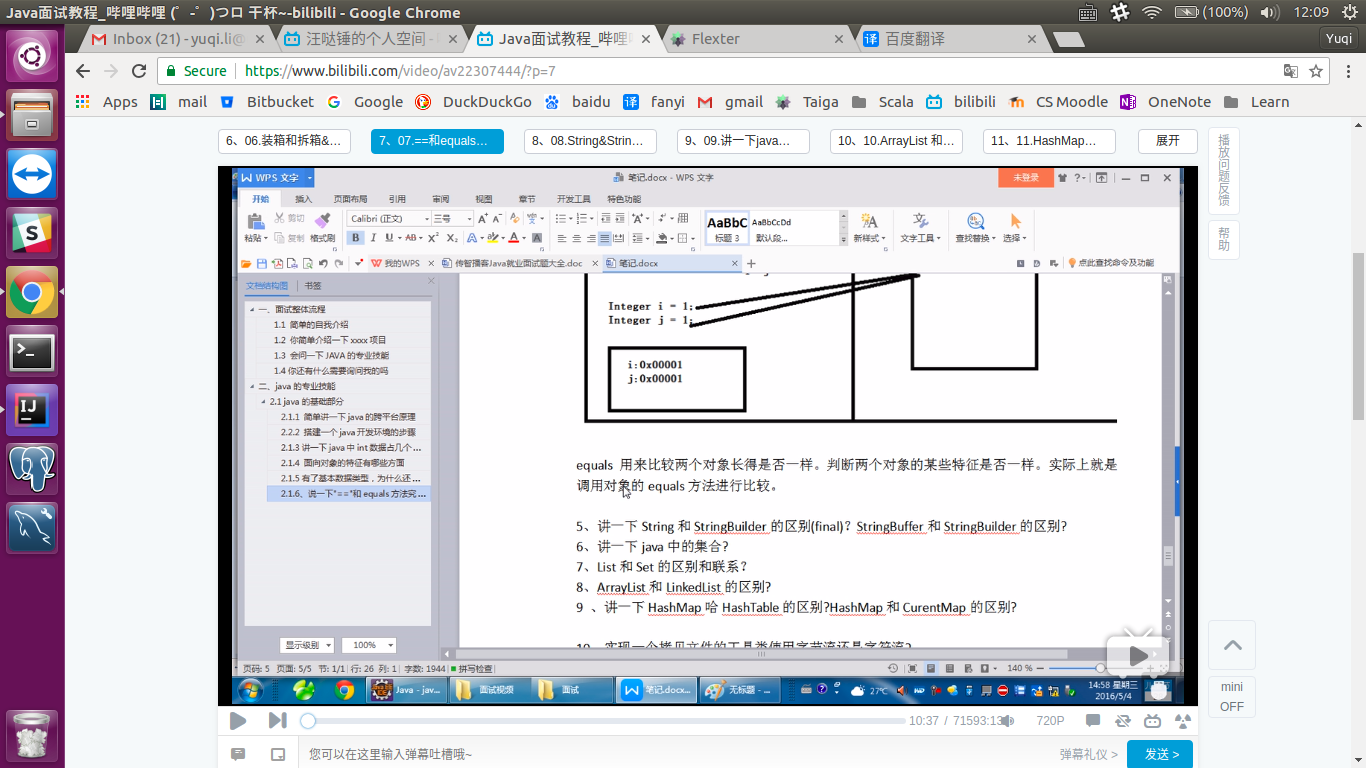 Java面试教程_哔哩哔哩 (゜-゜)つロ 干杯~-bilibili - Google Chrome
(100%)
12:09
Inbox (21) - yuqi.li@
汪哒锤的个人空间 -
Java面试教程_哔哩
Flexter
百度翻译
Yuqi
Secure
https://www.bilibili.com/video/av22307444/?p=7
Apps
mail
Bitbucket
Google
DuckDuckGo
baidu
fanyi
gmail
Taiga
Scala
bilibili
CS Moodle
OneNote
Learn
6、06.装箱和拆箱&...
7、07.==和equals...
8、08.String&Strin...
9、09.讲一下java...
10、10.ArrayList 和...
11、11.HashMap...
展开
播放问题反馈
帮助
WPS 文字
笔记.docx - WPS 文字
未登录
开始
插入
页面布局
引用
审阅
视图
章节
开发工具
特色功能
粘贴
剪切
复制
格式刷
Calibri (正文)
三号
AaBbC
标题 3
AaBbCcDd
默认段...
新样式
文字工具
查找替换
选择
我的WPS
传智播客Java就业面试题大全.doc
笔记.docx
点此查找命令及功能
文档结构图
书签
一、面试整体流程
1.1 简单的自我介绍
1.2 你简单介绍一下 xxxx 项目
1.3 会问一下 JAVA 的专业技能
1.4 你还有什么需要询问我的吗
二、java 的专业技能
2.1 java 的基础部分
2.1.1 简单讲一下 java 的跨平台原理
2.2.2 搭建一个 java 开发环境的步骤
2.1.3 讲一下 java 中 int 数据占几个 ...
2.1.4 面向对象的特征有哪些方面
2.1.5 有了基本数据类型，为什么还 ...
2.1.6、说一下"=="和 equals 方法究 ...
显示级别
100%
Integer i = 1;
Integer j = 1;
i:0x00001
j:0x00001
equals 用来比较两个对象长得是否一样。判断两个对象的某些特征是否一样。实际上就是
调用对象的 equals 方法进行比较。
5、讲一下 String 和 StringBuilder 的区别(final)？StringBuffer 和 StringBuilder 的区别?
6、讲一下 java 中的集合?
7、List 和 Set 的区别和联系？
8、ArrayList 和 LinkedList 的区别?
9 、讲一下 HashMap 哈 HashTable 的区别?HashMap 和 CurentMap 的区别?
10、实现一个拷贝文件的工具类使用字节流还是字符流?
页码: 5 页面: 5/5 节: 1/1 行: 26 列: 1 字数: 1944 拼写检查
140 %
Java - jav...
面试视频
面试
笔记.docx...
无标题 - ...
27℃
14:58 星期三
2016/5/4
10:37 / 71593:13
720P
您可以在这里输入弹幕吐槽哦~
弹幕礼仪 >
发送 >
mini
OFF